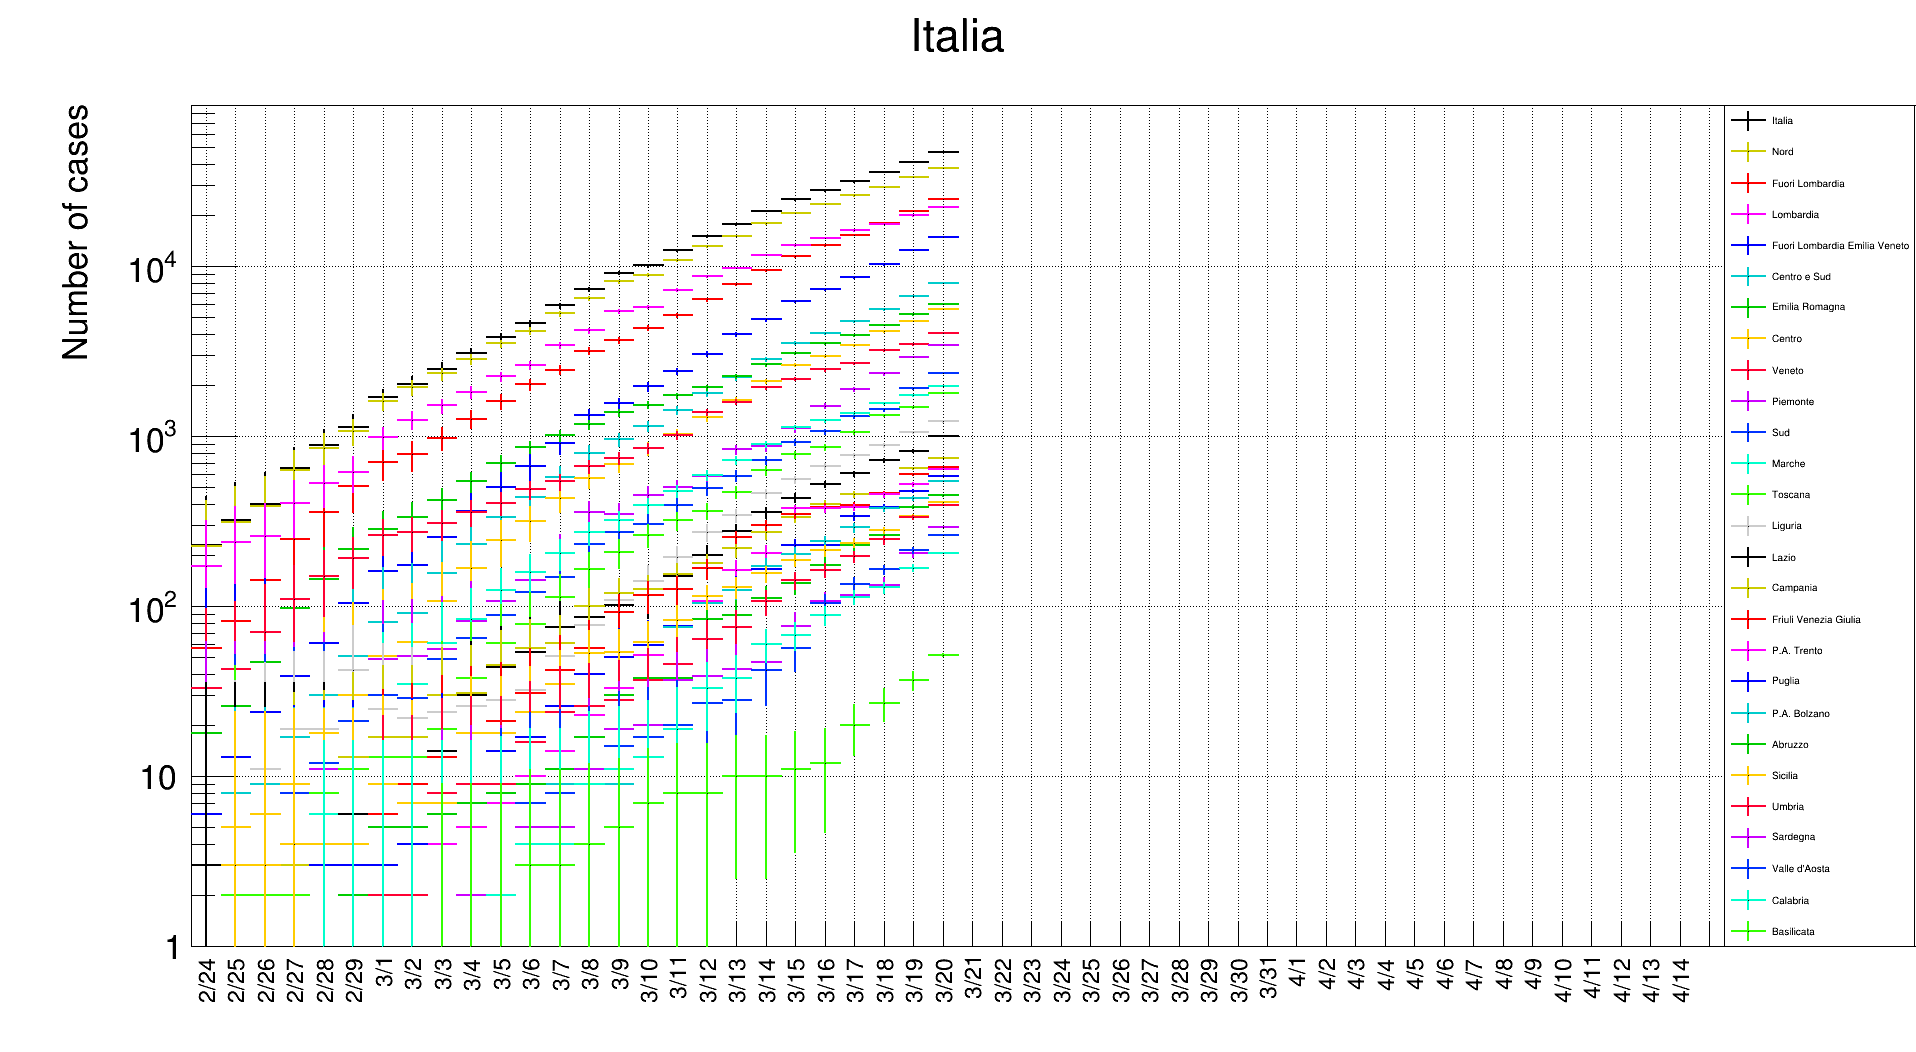 Italia
Number of cases
10^4
10^3
10^2
10
1
2/24
2/25
2/26
2/27
2/28
2/29
3/1
3/2
3/3
3/4
3/5
3/6
3/7
3/8
3/9
3/10
3/11
3/12
3/13
3/14
3/15
3/16
3/17
3/18
3/19
3/20
3/21
3/22
3/23
3/24
3/25
3/26
3/27
3/28
3/29
3/30
3/31
4/1
4/2
4/3
4/4
4/5
4/6
4/7
4/8
4/9
4/10
4/11
4/12
4/13
4/14
Italia
Nord
Fuori Lombardia
Lombardia
Fuori Lombardia Emilia Veneto
Centro e Sud
Emilia Romagna
Centro
Veneto
Piemonte
Sud
Marche
Toscana
Liguria
Lazio
Campania
Friuli Venezia Giulia
P.A. Trento
Puglia
P.A. Bolzano
Abruzzo
Sicilia
Umbria
Sardegna
Valle d'Aosta
Calabria
Basilicata